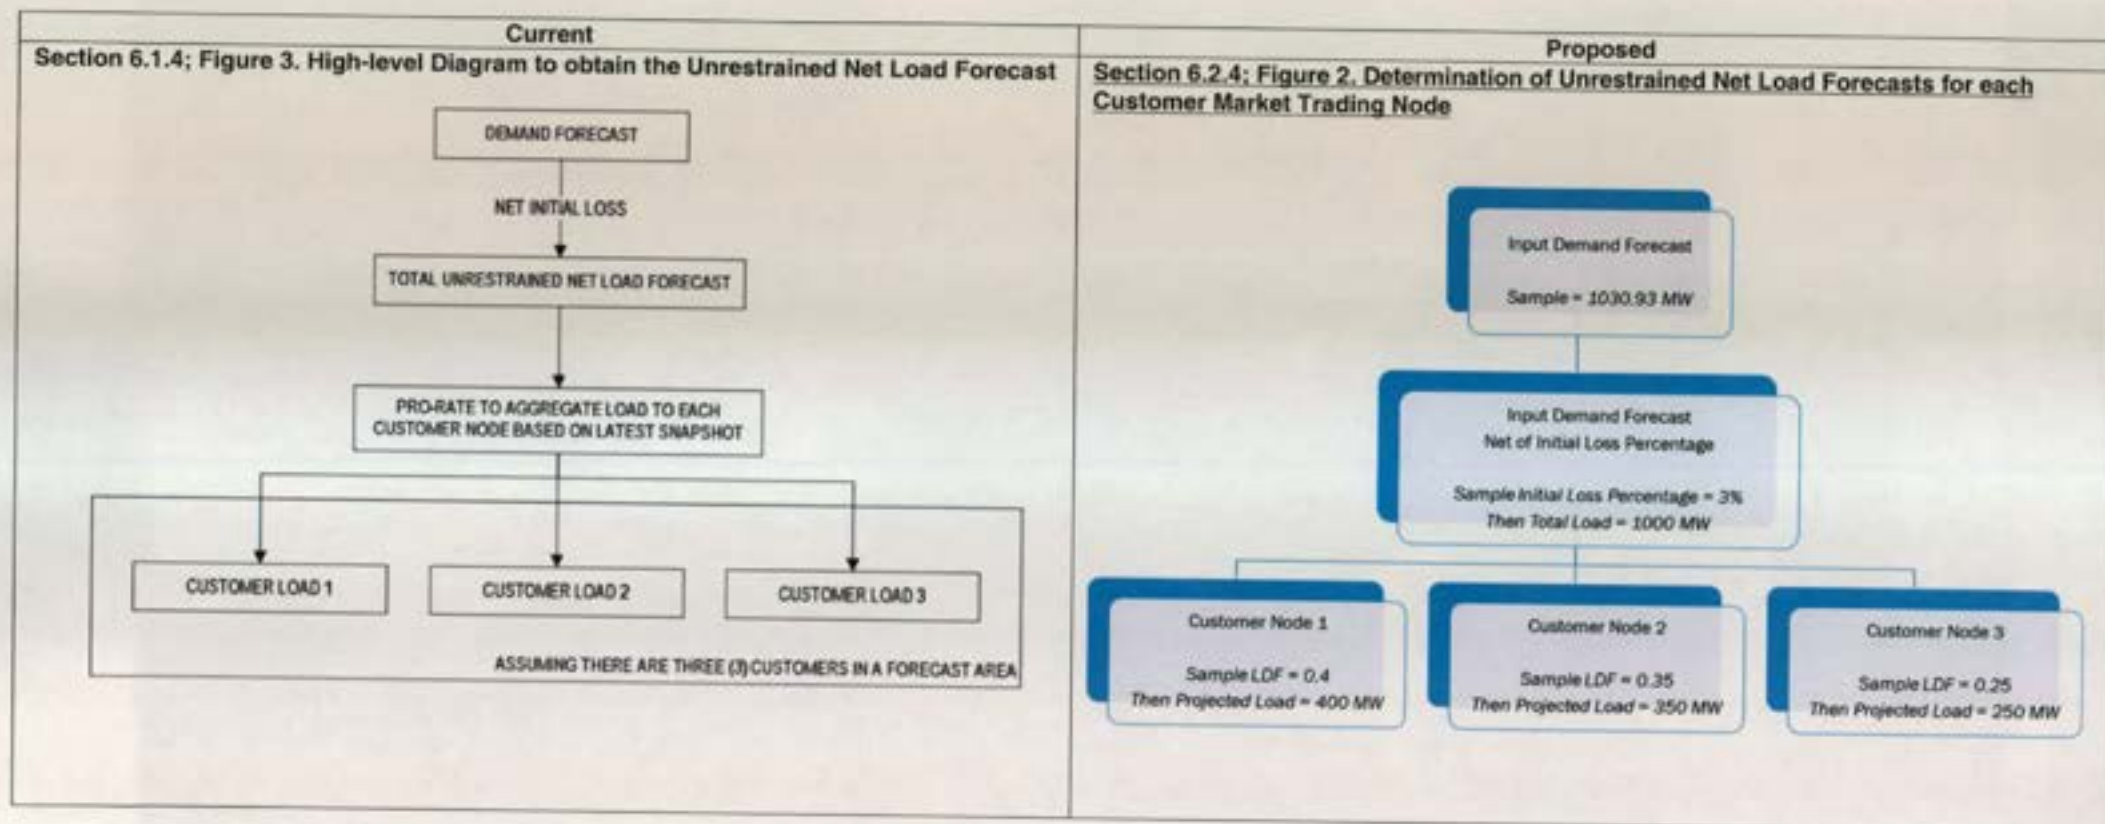 Current
Section 6.1.4; Figure 3. High-level Diagram to obtain the Unrestrained Net Load Forecast
DEMAND FORECAST
NET INITIAL LOSS
TOTAL UNRESTRAINED NET LOAD FORECAST
PRO-RATE TO AGGREGATE LOAD TO EACH
CUSTOMER NODE BASED ON LATEST SNAPSHOT
CUSTOMER LOAD 1
CUSTOMER LOAD 2
CUSTOMER LOAD 3
ASSUMING THERE ARE THREE (3) CUSTOMERS IN A FORECAST AREA
Proposed
Section 6.2.4; Figure 2. Determination of Unrestrained Net Load Forecasts for each
Customer Market Trading Node
Input Demand Forecast
Sample = 1030.93 MW
Input Demand Forecast
Net of Initial Loss Percentage
Sample Initial Loss Percentage = 3%
Then Total Load = 1000 MW
Customer Node 1
Sample LDF = 0.4
Then Projected Load = 400 MW
Customer Node 2
Sample LDF = 0.35
Then Projected Load = 350 MW
Customer Node 3
Sample LDF = 0.25
Then Projected Load = 250 MW